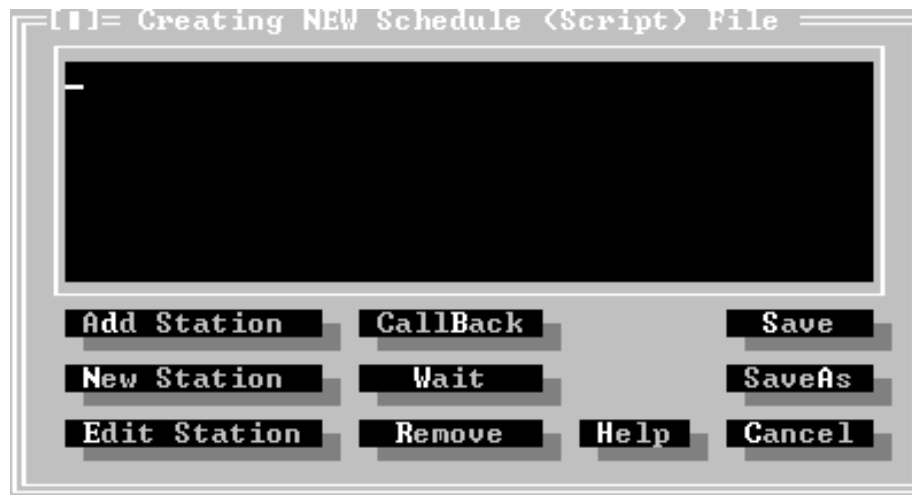 [▮]= Creating NEW Schedule (Script) File
Add Station CallBack Save
New Station Wait SaveAs
Edit Station Remove Help Cancel